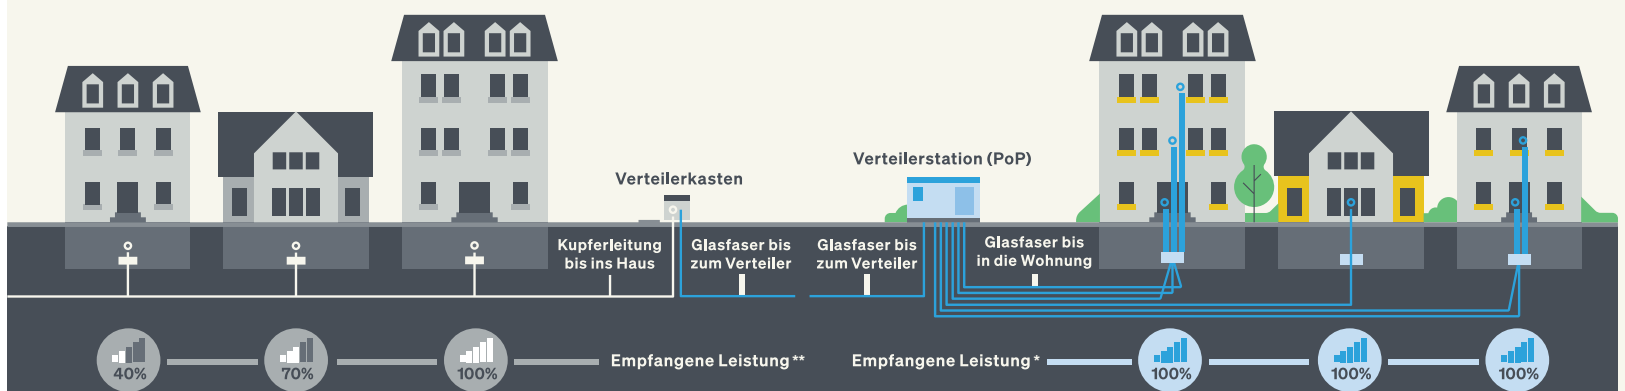 Verteilerstation (PoP)
Verteilerkasten
Kupferleitung
bis ins Haus
Glasfaser bis
zum Verteiler
Glasfaser bis
zum Verteiler
Glasfaser bis
in die Wohnung
40%
70%
100%
Empfangene Leistung **
Empfangene Leistung *
100%
100%
100%